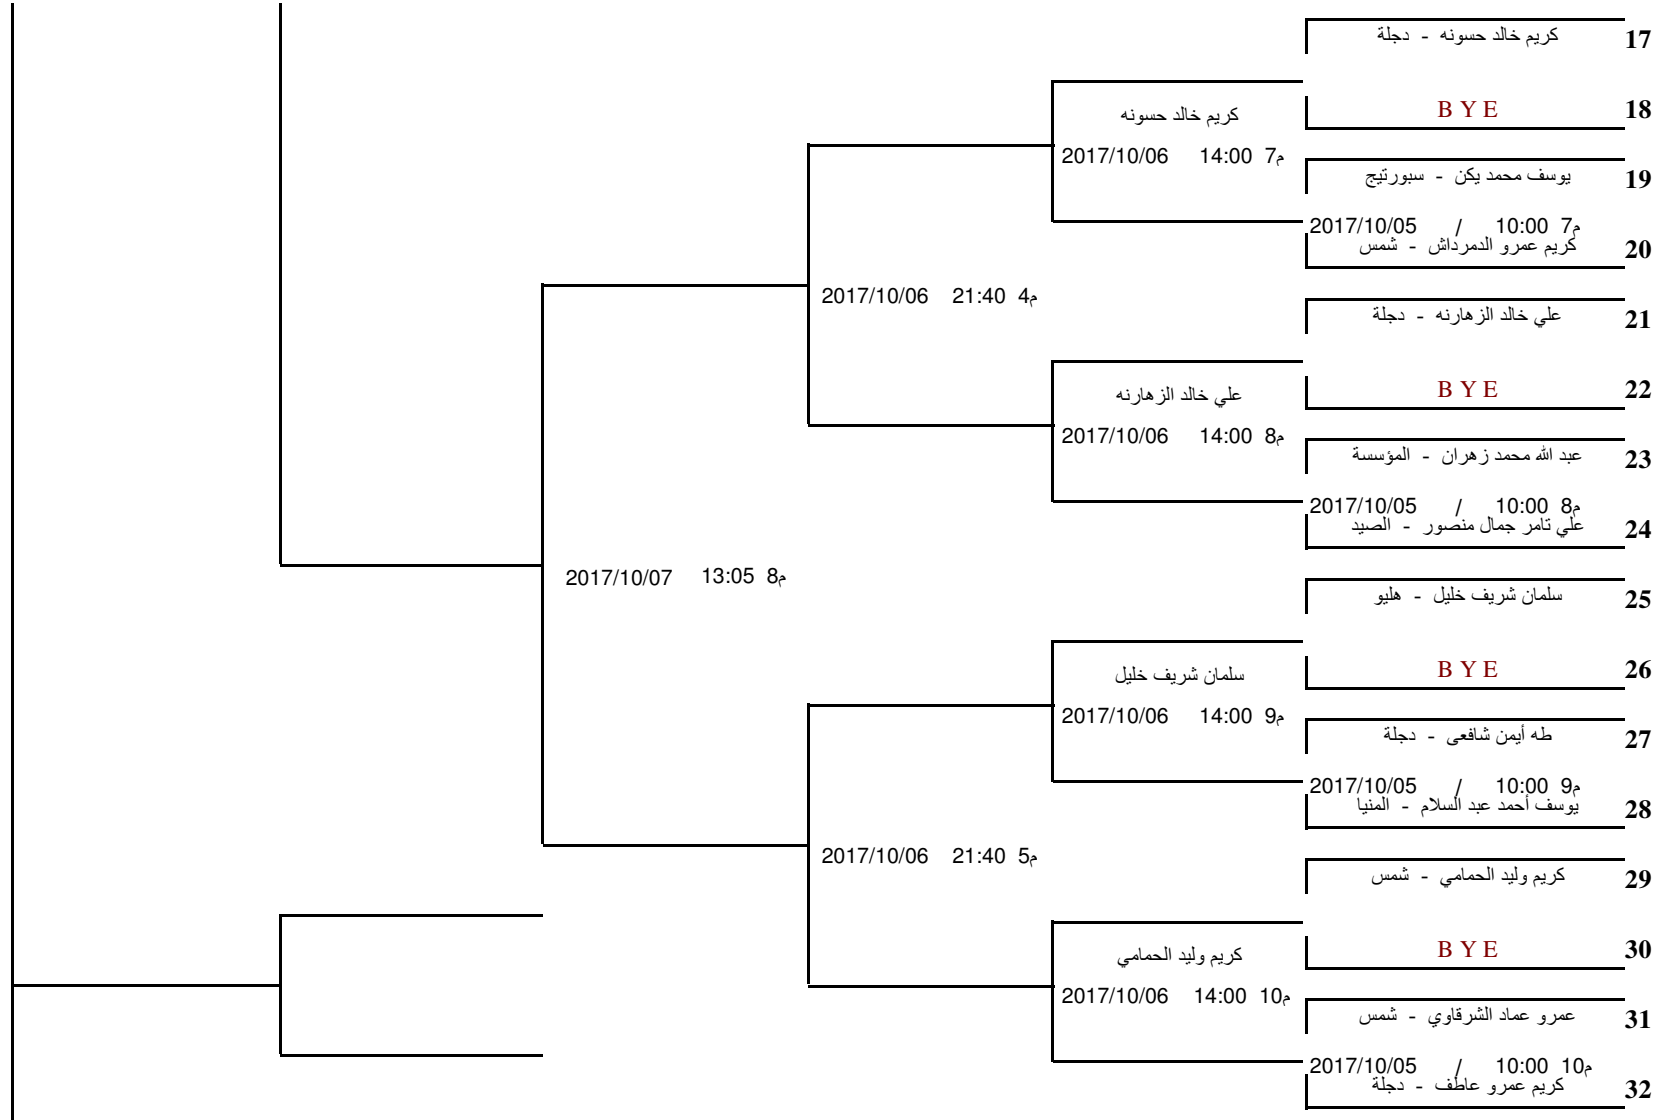 كريم خالد حسونه - دجلة 17
B Y E 18
كريم خالد حسونه
2017/10/06 14:00 م7
يوسف محمد يكن - سبورتيج 19
2017/10/05 / 10:00 م7
كريم عمرو الدمرداش - شمس 20
2017/10/06 21:40 م4
علي خالد الزهارنه - دجلة 21
B Y E 22
علي خالد الزهارنه
2017/10/06 14:00 م8
عبد الله محمد زهران - المؤسسة 23
2017/10/05 / 10:00 م8
علي تامر جمال منصور - الصيد 24
2017/10/07 13:05 م8
سلمان شريف خليل - هليو 25
B Y E 26
سلمان شريف خليل
2017/10/06 14:00 م9
طه أيمن شافعى - دجلة 27
2017/10/05 / 10:00 م9
يوسف أحمد عبد السلام - المنيا 28
2017/10/06 21:40 م5
كريم وليد الحمامي - شمس 29
B Y E 30
كريم وليد الحمامي
2017/10/06 14:00 م10
عمرو عماد الشرقاوي - شمس 31
2017/10/05 / 10:00 م10
كريم عمرو عاطف - دجلة 32